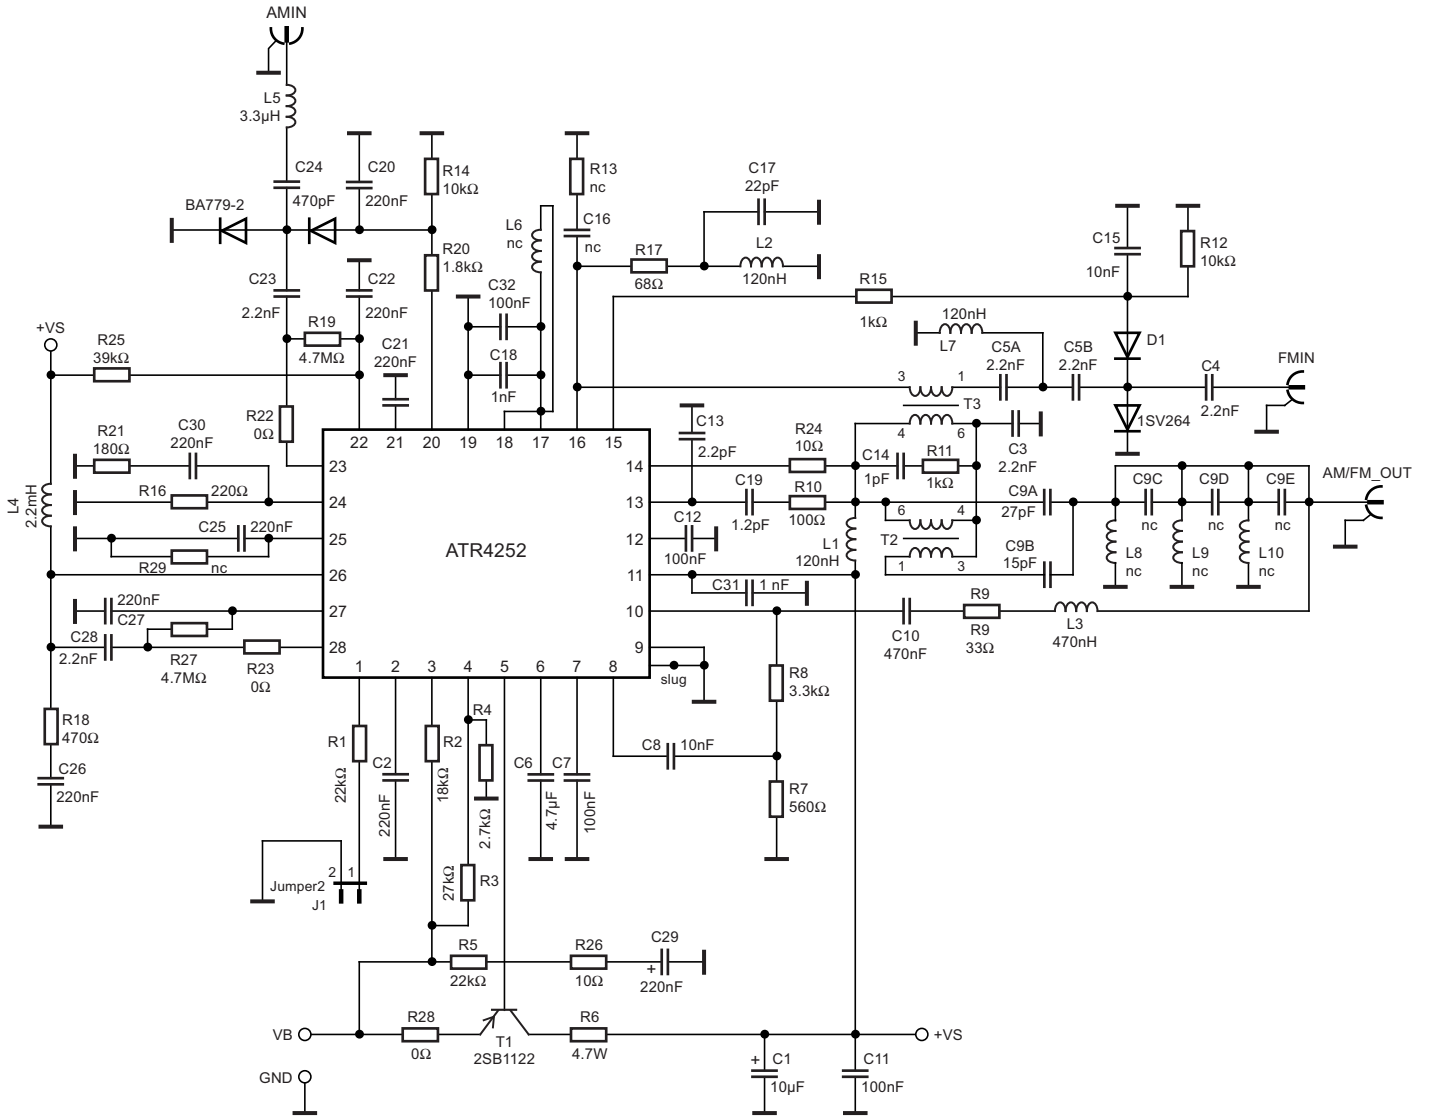 AMIN
L5
3.3µH
C24
470pF
C20
220nF
R14
10kΩ
BA779-2
R20
1.8kΩ
C23
2.2nF
C22
220nF
R19
4.7MΩ
C21
220nF
+VS
R25
39kΩ
R22
0Ω
R21
180Ω
C30
220nF
R16
220Ω
L4
2.2mH
C25
220nF
R29
nc
220nF
C27
C28
2.2nF
R27
4.7MΩ
R23
0Ω
R18
470Ω
C26
220nF
L6
nc
C32
100nF
C18
1nF
R13
nc
C16
nc
R17
68Ω
C17
22pF
L2
120nH
R15
1kΩ
C15
10nF
R12
10kΩ
120nH
L7
C5A
2.2nF
C5B
2.2nF
D1
1SV264
C4
2.2nF
FMIN
3
1
T3
4
6
C3
2.2nF
C13
2.2pF
R24
10Ω
C14
1pF
R11
1kΩ
C19
1.2pF
R10
100Ω
C12
100nF
L1
120nH
6
4
T2
1
3
C9A
27pF
C9B
15pF
C9C
nc
C9D
nc
C9E
nc
L8
nc
L9
nc
L10
nc
AM/FM_OUT
C31
1 nF
C10
470nF
R9
R9
33Ω
L3
470nH
22
21
20
19
18
17
16
15
23
24
25
26
27
28
ATR4252
14
13
12
11
10
9
1
2
3
4
5
6
7
8
slug
R1
22kΩ
C2
220nF
R2
18kΩ
R4
2.7kΩ
C6
4.7µF
C7
100nF
C8
10nF
R8
3.3kΩ
R7
560Ω
27kΩ
R3
2
1
Jumper2
J1
R5
22kΩ
R26
10Ω
C29
+
220nF
VB
R28
0Ω
T1
2SB1122
R6
4.7W
+VS
+
C1
10µF
C11
100nF
GND